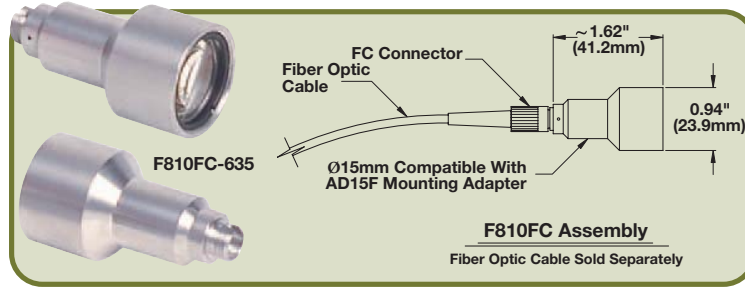 ~1.62"
(41.2mm)
FC Connector
Fiber Optic
Cable
0.94"
(23.9mm)
F810FC-635
Ø15mm Compatible With
AD15F Mounting Adapter
F810FC Assembly
Fiber Optic Cable Sold Separately